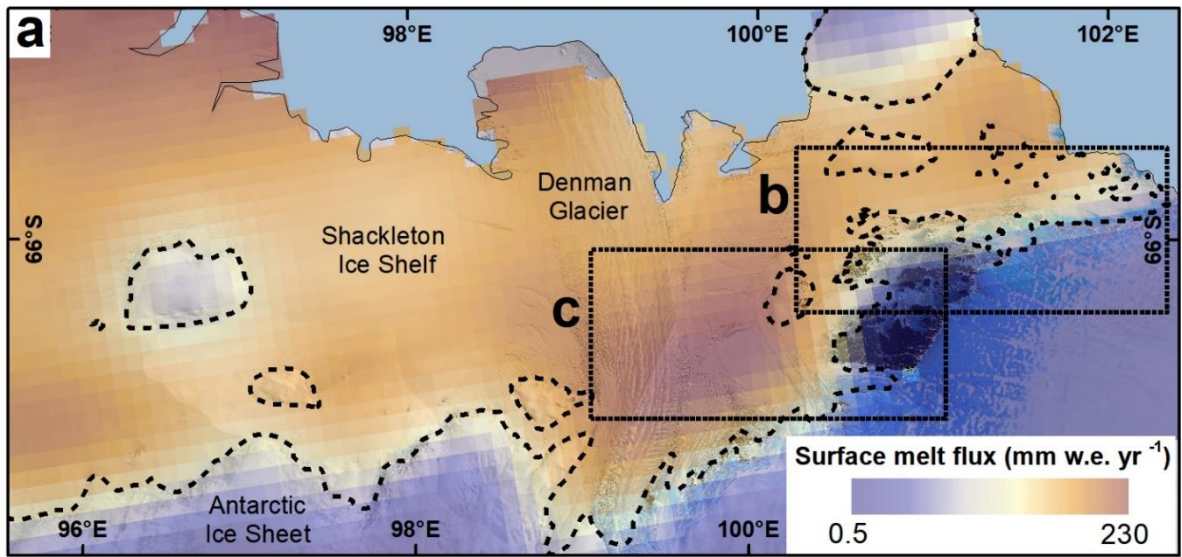 a
98°E
100°E
102°E
Denman
Glacier
b
66°S
Shackleton
Ice Shelf
66°S
c
Surface melt flux (mm w.e. yr -1)
Antarctic
Ice Sheet
96°E
98°E
100°E
0.5
230